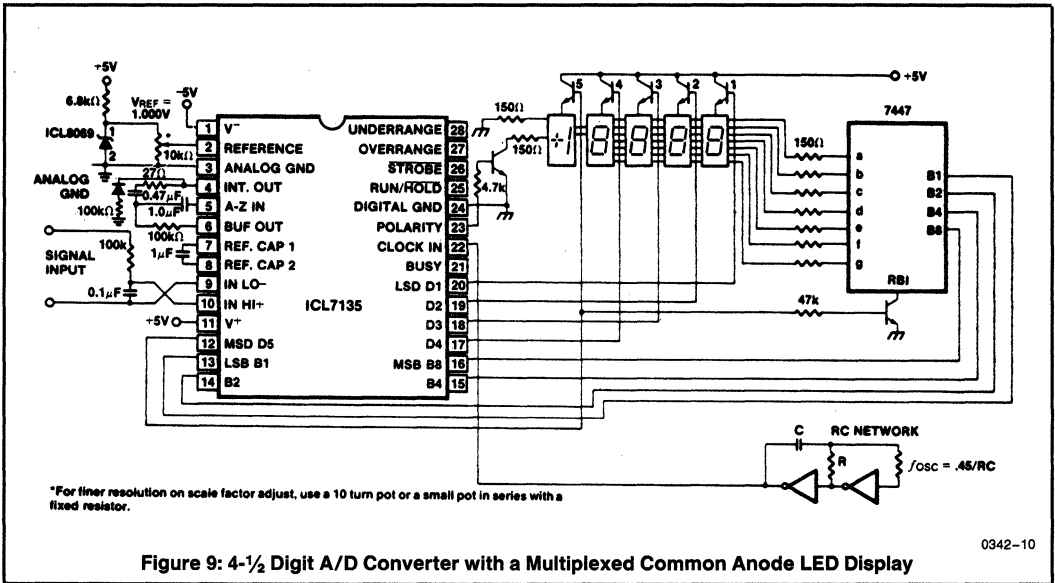 +5V
6.8kΩ
VREF =
1.000V
-5V
ICL8069
1
2
10kΩ
*
ANALOG
GND
27Ω
0.47µF
100kΩ
1.0µF
100kΩ
SIGNAL
INPUT
100k
1µF
0.1µF
+5V
1 V⁻
2 REFERENCE
3 ANALOG GND
4 INT. OUT
5 A-Z IN
6 BUF OUT
7 REF. CAP 1
8 REF. CAP 2
9 IN LO-
10 IN HI+
11 V⁺
12 MSD D5
13 LSB B1
14 B2
ICL7135
UNDERRANGE 28
OVERRANGE 27
STROBE 26
RUN/HOLD 25
DIGITAL GND 24
POLARITY 23
CLOCK IN 22
BUSY 21
LSD D1 20
D2 19
D3 18
D4 17
MSB B8 16
B4 15
150Ω
150Ω
4.7k
5 4 3 2 1
+5V
7447
150Ω
a
b
c
d
e
f
g
B1
B2
B4
B8
RBI
47k
C
RC NETWORK
R
fOSC = .45/RC
*For finer resolution on scale factor adjust, use a 10 turn pot or a small pot in series with a
fixed resistor.
0342-10
Figure 9: 4-½ Digit A/D Converter with a Multiplexed Common Anode LED Display